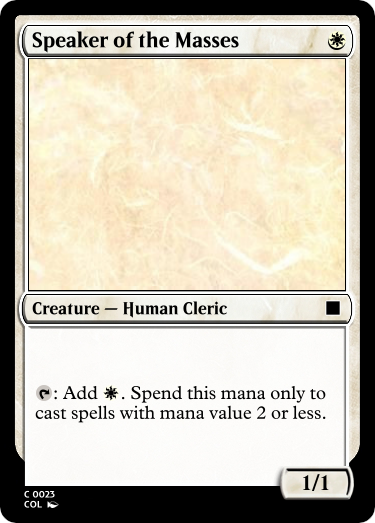 Speaker of the Masses
Creature — Human Cleric
: Add . Spend this mana only to
cast spells with mana value 2 or less.
1/1
C 0023
COL